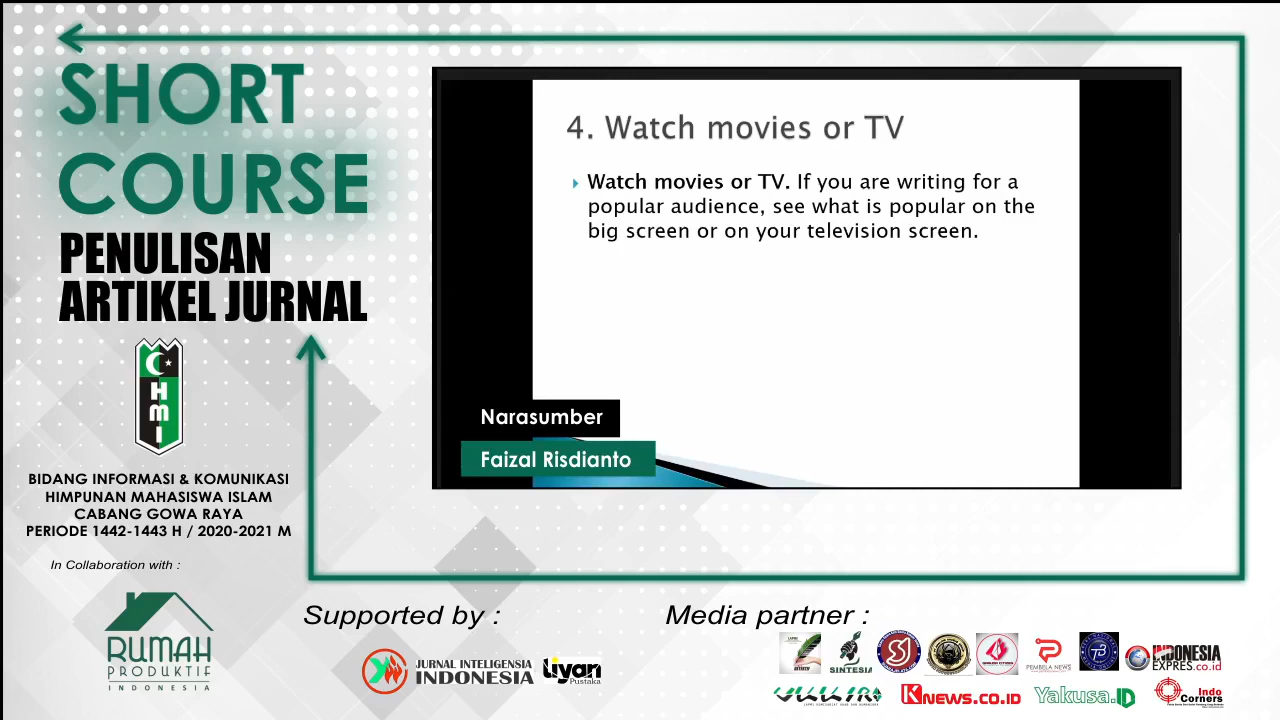 SHORT
COURSE
PENULISAN
ARTIKEL JURNAL
HMI
BIDANG INFORMASI & KOMUNIKASI
HIMPUNAN MAHASISWA ISLAM
CABANG GOWA RAYA
PERIODE 1442-1443 H / 2020-2021 M
In Collaboration with :
RUMAH
PRODUKTIF
INDONESIA
4. Watch movies or TV
Watch movies or TV. If you are writing for a
popular audience, see what is popular on the
big screen or on your television screen.
Narasumber
Faizal Risdianto
Supported by :
JURNAL INTELIGENSIA
INDONESIA
Liyan
Pustaka
Media partner :
SINTESIA
PEMBELA NEWS
INDONESIA
EXPRES.co.id
KNEWS.CO.ID
Yakusa.ID
Indo
Corners